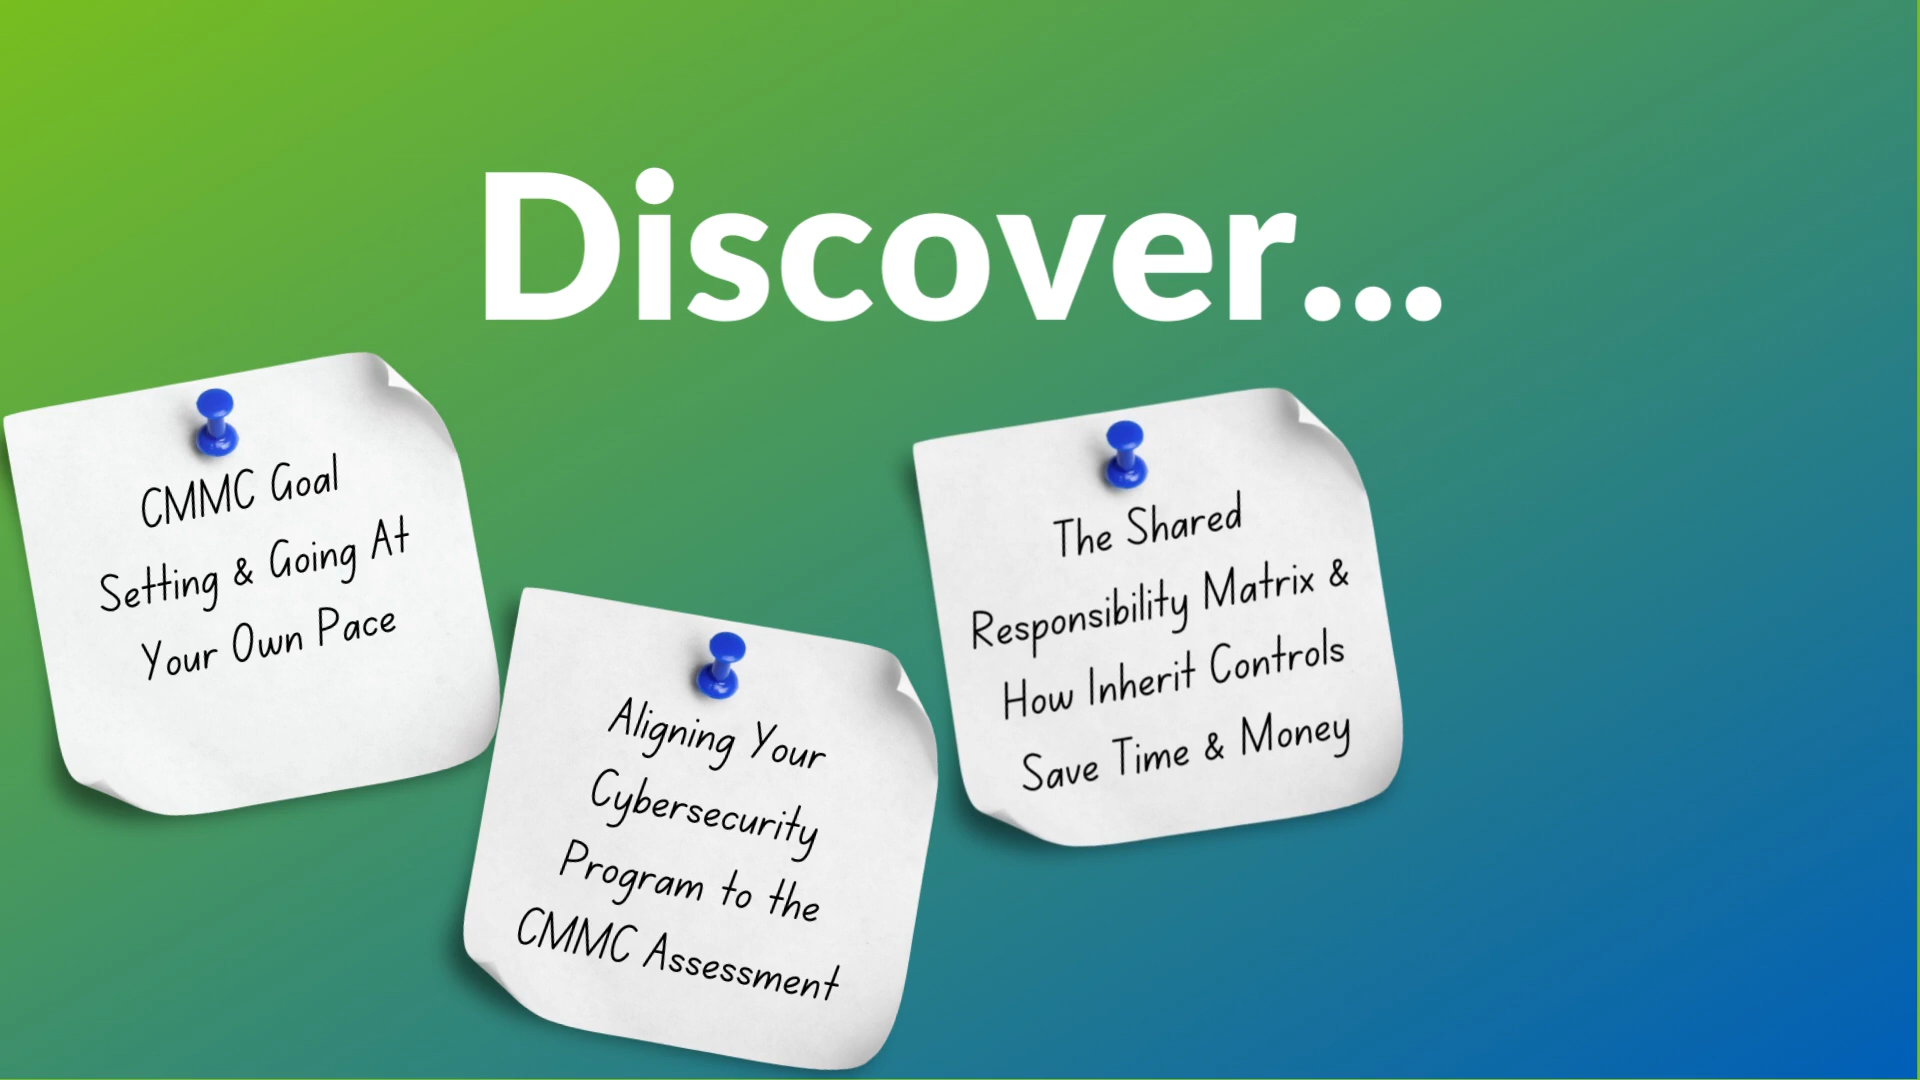 Discover...
CMMC Goal
Setting & Going At
Your Own Pace
Aligning Your
Cybersecurity
Program to the
CMMC Assessment
The Shared
Responsibility Matrix &
How Inherit Controls
Save Time & Money